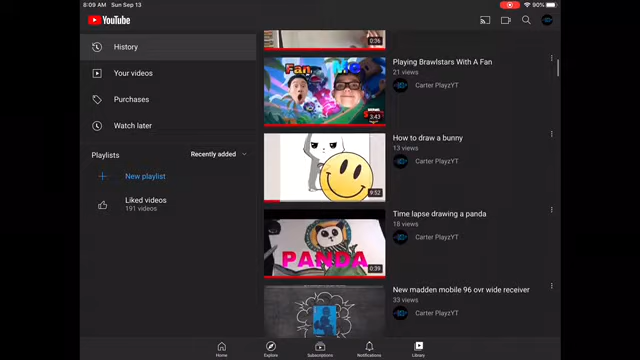 8:09 AM Sun Sep 13
90%
YouTube
History
Your videos
Purchases
Watch later
Playlists
Recently added
New playlist
Liked videos
191 videos
0:36
Fan
Me
3:43
Playing Brawlstars With A Fan
21 views
Carter PlayzYT
9:52
How to draw a bunny
13 views
Carter PlayzYT
PANDA
0:39
Time lapse drawing a panda
18 views
Carter PlayzYT
New madden mobile 96 ovr wide receiver
33 views
Carter PlayzYT
Home
Explore
Subscriptions
Notifications
Library